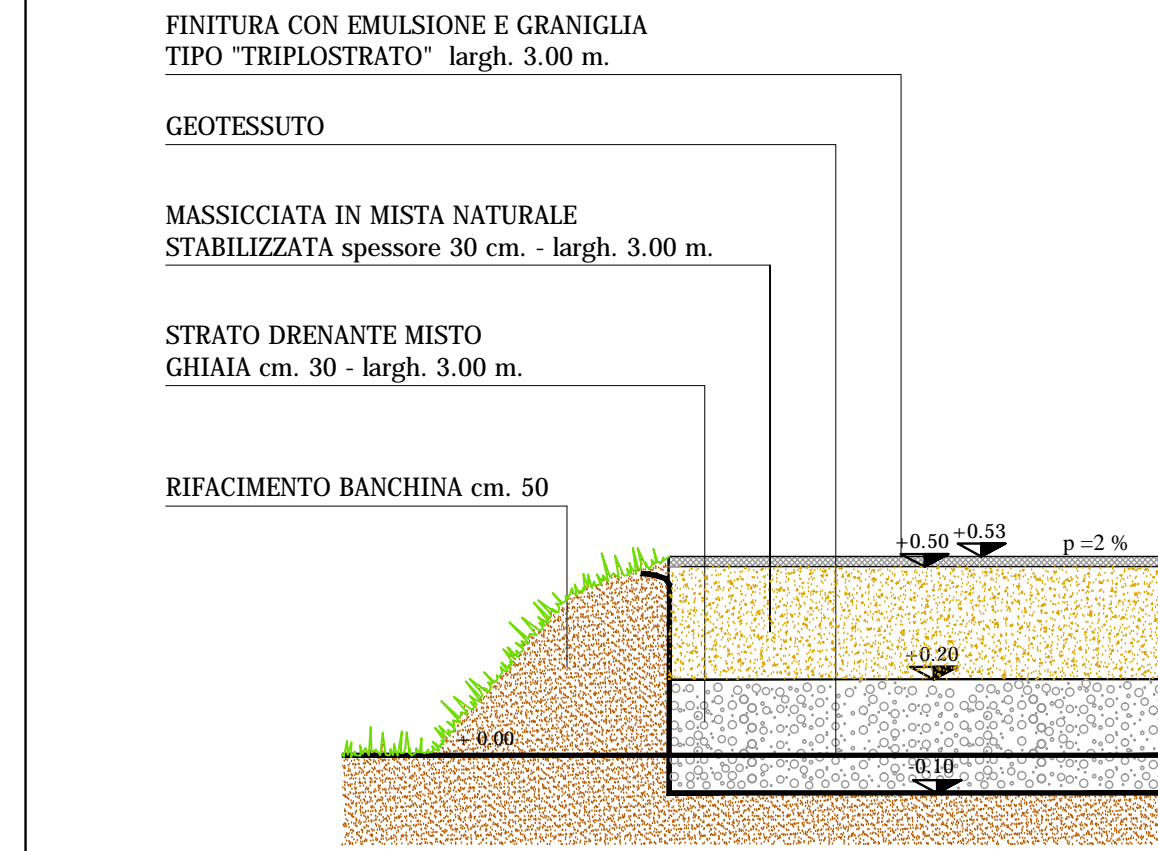 FINITURA CON EMULSIONE E GRANIGLIA
TIPO "TRIPLOSTRATO" largh. 3.00 m.
GEOTESSUTO
MASSICCIATA IN MISTA NATURALE
STABILIZZATA spessore 30 cm. - largh. 3.00 m.
STRATO DRENANTE MISTO
GHIAIA cm. 30 - largh. 3.00 m.
RIFACIMENTO BANCHINA cm. 50
+0.50 +0.53 p =2 %
+0.20
+ 0.00
-0.10